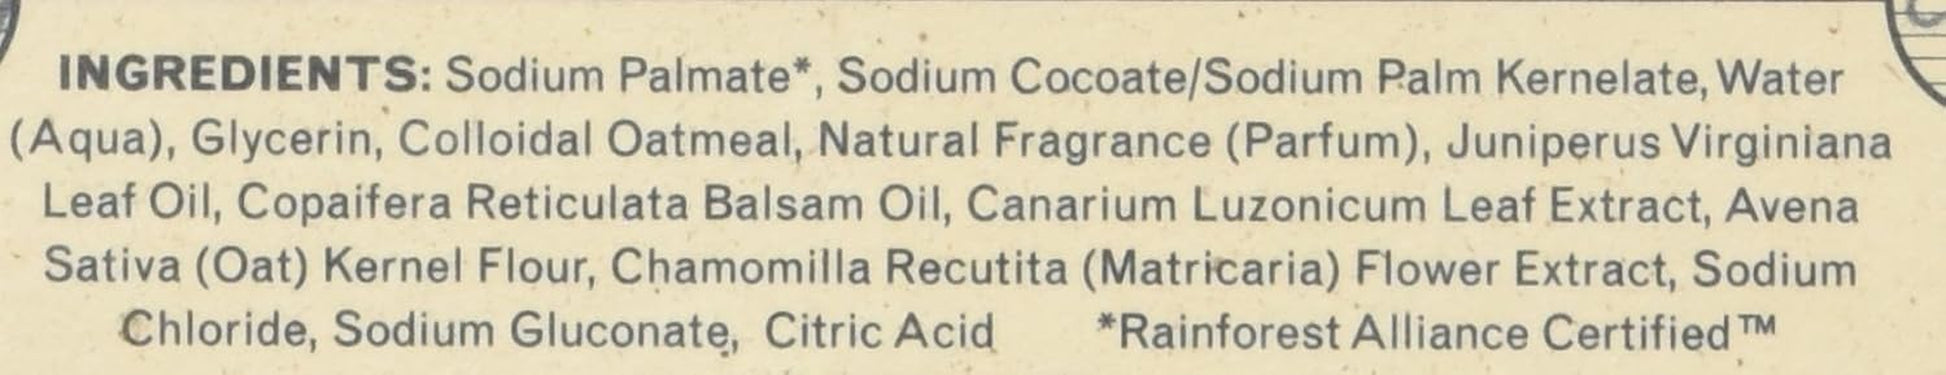 INGREDIENTS: Sodium Palmate*, Sodium Cocoate/Sodium Palm Kernelate, Water
(Aqua), Glycerin, Colloidal Oatmeal, Natural Fragrance (Parfum), Juniperus Virginiana
Leaf Oil, Copaifera Reticulata Balsam Oil, Canarium Luzonicum Leaf Extract, Avena
Sativa (Oat) Kernel Flour, Chamomilla Recutita (Matricaria) Flower Extract, Sodium
Chloride, Sodium Gluconate, Citric Acid *Rainforest Alliance Certified™